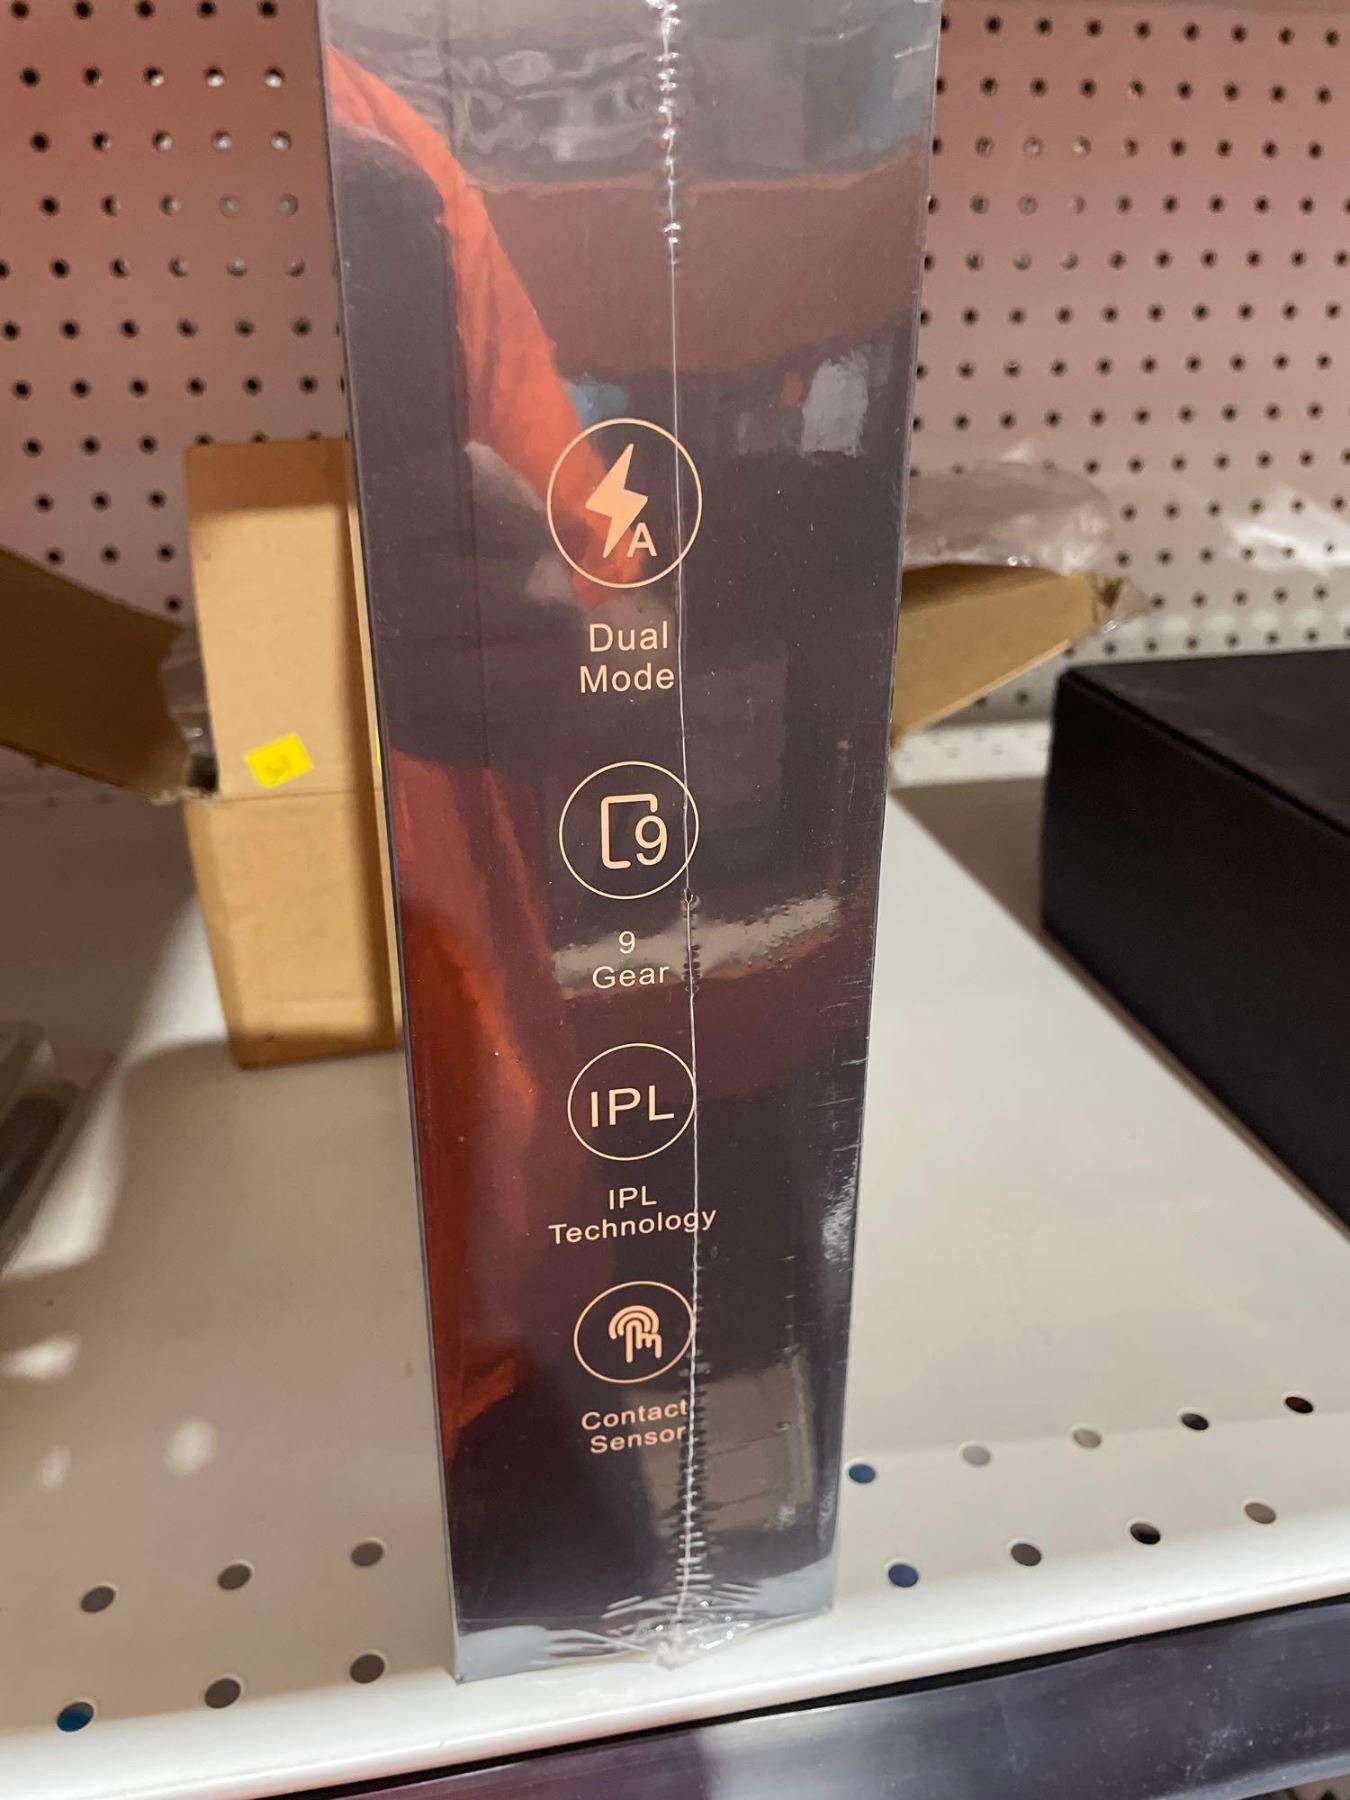 A
Dual
Mode
9
9
Gear
IPL
IPL
Technology
Contact
Sensor